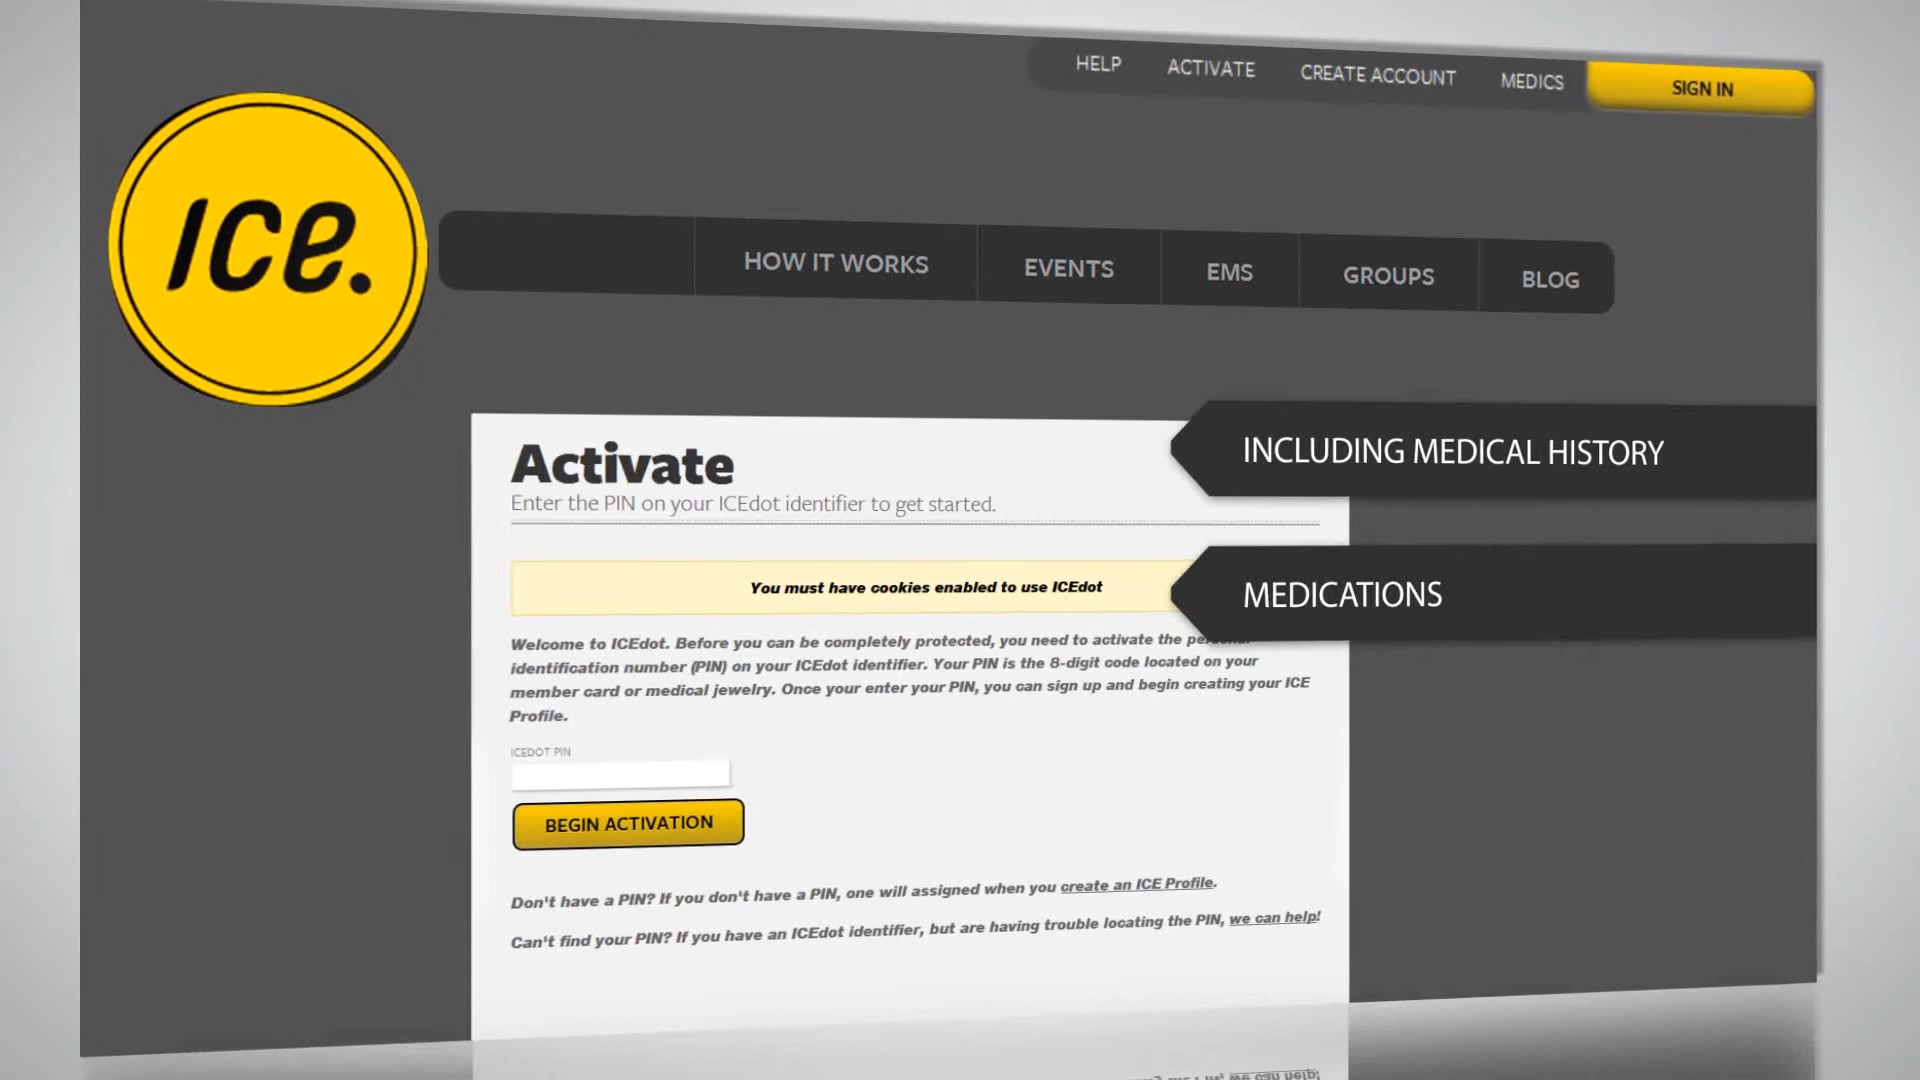 HELP ACTIVATE CREATE ACCOUNT MEDICS SIGN IN
ICE.
HOW IT WORKS EVENTS EMS GROUPS BLOG
Activate
Enter the PIN on your ICEdot identifier to get started.
INCLUDING MEDICAL HISTORY
You must have cookies enabled to use ICEdot
MEDICATIONS
Welcome to ICEdot. Before you can be completely protected, you need to activate the personal
identification number (PIN) on your ICEdot identifier. Your PIN is the 8-digit code located on your
member card or medical jewelry. Once your enter your PIN, you can sign up and begin creating your ICE
Profile.
ICEDOT PIN
BEGIN ACTIVATION
Don't have a PIN? If you don't have a PIN, one will assigned when you create an ICE Profile.
Can't find your PIN? If you have an ICEdot identifier, but are having trouble locating the PIN, we can help!